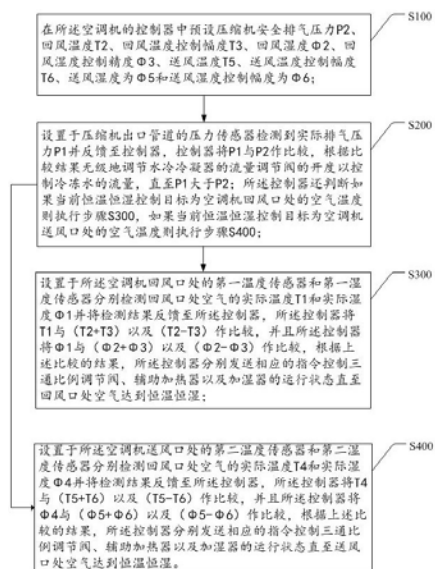 在所述空调机的控制器中预设压缩机安全排气压力P2、
回风温度T2、回风温度控制幅度T3、回风湿度Φ2、回
风湿度控制精度Φ3、送风温度T5、送风温度控制幅度
T6、送风湿度为Φ5和送风湿度控制幅度为Φ6；
S100
设置于压缩机出口管道的压力传感器检测到实际排气压
力P1并反馈至控制器，控制器将P1与P2作比较，根据比
较结果无级地调节水冷冷凝器的流量调节阀的开度以控
制冷冻水的流量，直至P1大于P2；所述控制器还判断如
果当前恒温恒湿控制目标为空调机回风口处的空气温度
则执行步骤S300，如果当前恒温恒湿控制目标为空调机
送风口处的空气温度则执行步骤S400；
S200
设置于所述空调机回风口处的第一温度传感器和第一湿
度传感器分别检测回风口处空气的实际温度T1和实际湿
度Φ1并将检测结果反馈至所述控制器，所述控制器将
T1与（T2+T3）以及（T2-T3）作比较，并且所述控制器
将Φ1与（Φ2+Φ3）以及（Φ2-Φ3）作比较，根据上
述比较的结果，所述控制器分别发送相应的指令控制三
通比例调节阀、辅助加热器以及加湿器的运行状态直至
回风口处空气达到恒温恒湿；
S300
设置于所述空调机送风口处的第二温度传感器和第二湿
度传感器分别检测回风口处空气的实际温度T4和实际湿
度Φ4并将检测结果反馈至所述控制器，所述控制器将T4
与（T5+T6）以及（T5-T6）作比较，并且所述控制器将
Φ4与（Φ5+Φ6）以及（Φ5-Φ6）作比较，根据上述比
较的结果，所述控制器分别发送相应的指令控制三通比
例调节阀、辅助加热器以及加湿器的运行状态直至送风
口处空气达到恒温恒湿。
S400